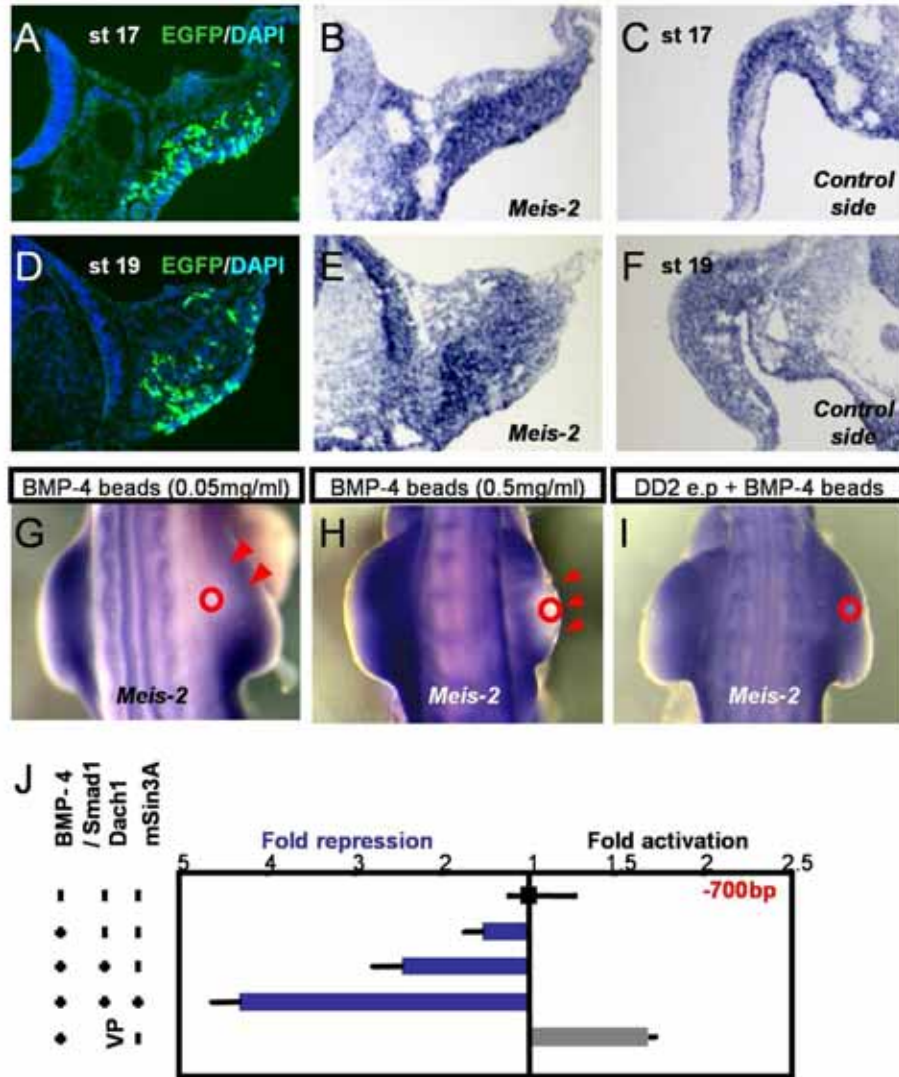 A st 17 EGFP/DAPI
B Meis-2
C st 17 Control side
D st 19 EGFP/DAPI
E Meis-2
F st 19 Control side
BMP-4 beads (0.05mg/ml)
BMP-4 beads (0.5mg/ml)
DD2 e.p + BMP-4 beads
G Meis-2
H Meis-2
I Meis-2
J
BMP-4
/ Smad1
Dach1
mSin3A
Fold repression
Fold activation
5 4 3 2 1 1.5 2 2.5
-700bp
VP